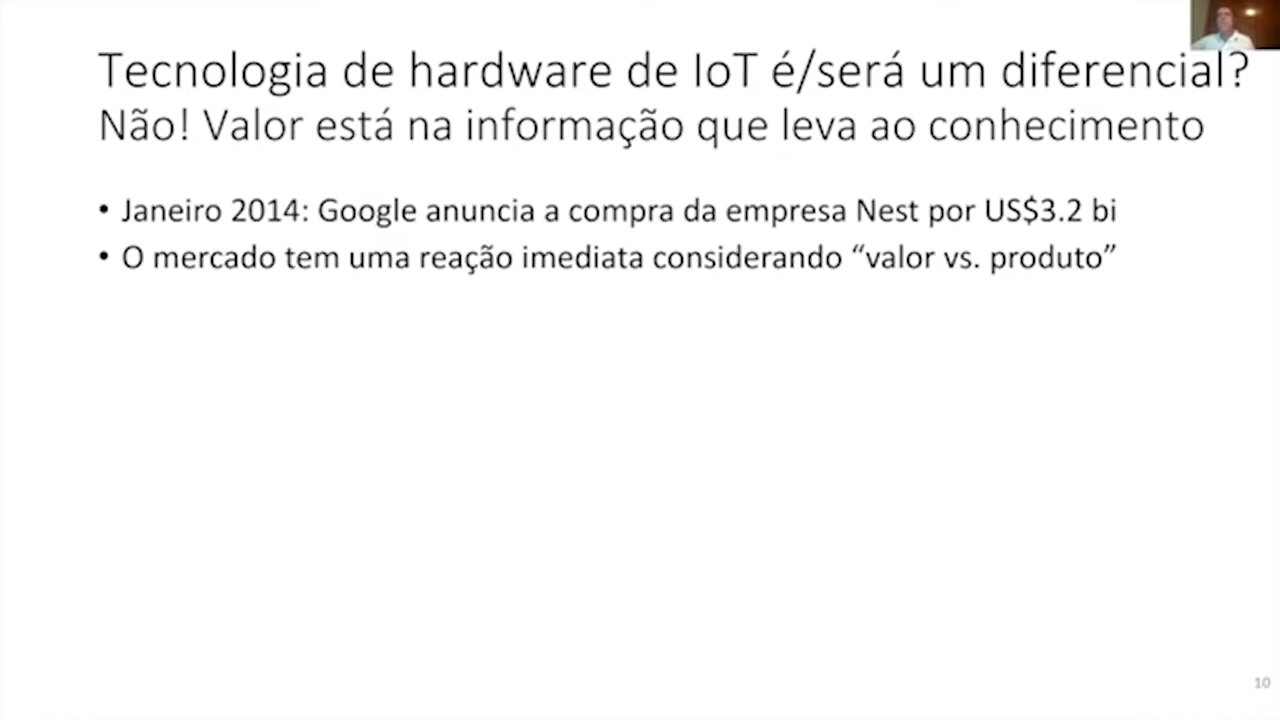 Tecnologia de hardware de IoT é/será um diferencial?
Não! Valor está na informação que leva ao conhecimento
• Janeiro 2014: Google anuncia a compra da empresa Nest por US$3.2 bi
• O mercado tem uma reação imediata considerando “valor vs. produto”
10